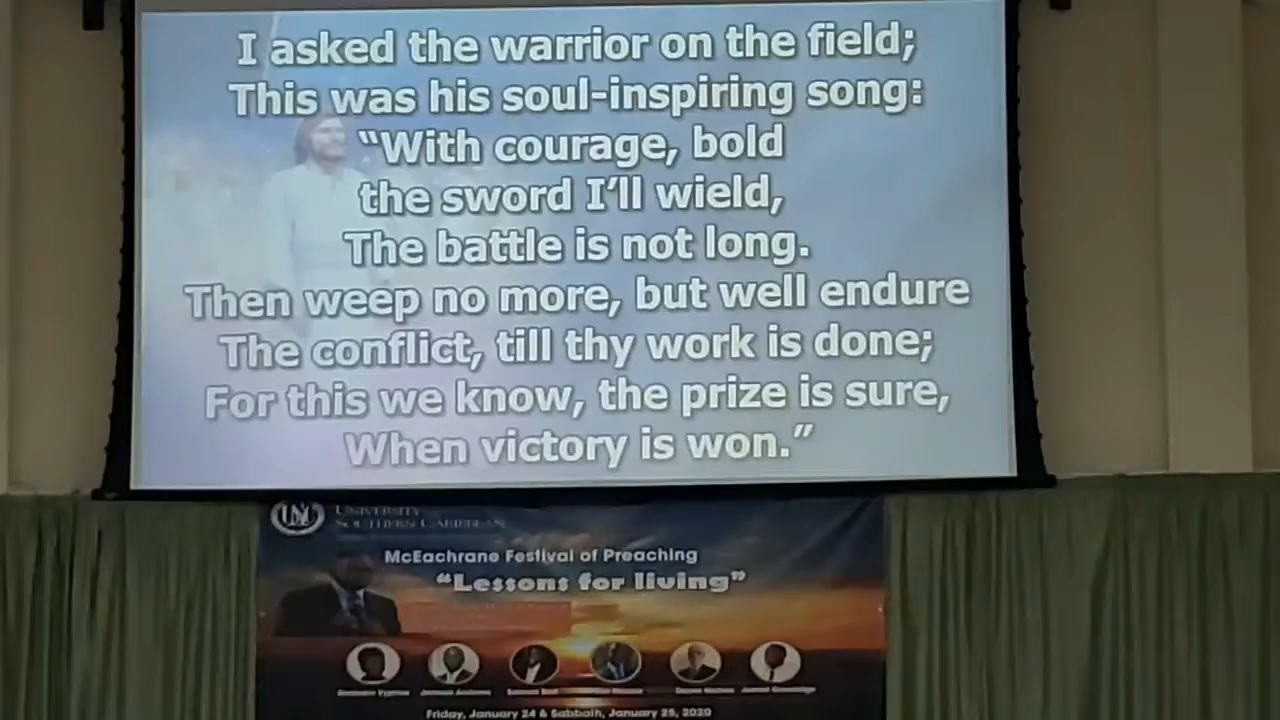 I asked the warrior on the field;
This was his soul-inspiring song:
“With courage, bold
the sword I’ll wield,
The battle is not long.
Then weep no more, but well endure
The conflict, till thy work is done;
For this we know, the prize is sure,
When victory is won.”
USC
UNIVERSITY
SOUTHERN CARIBBEAN
McEachrane Festival of Preaching
“Lessons for living”
Friday, January 24 & Sabbath, January 25, 2020